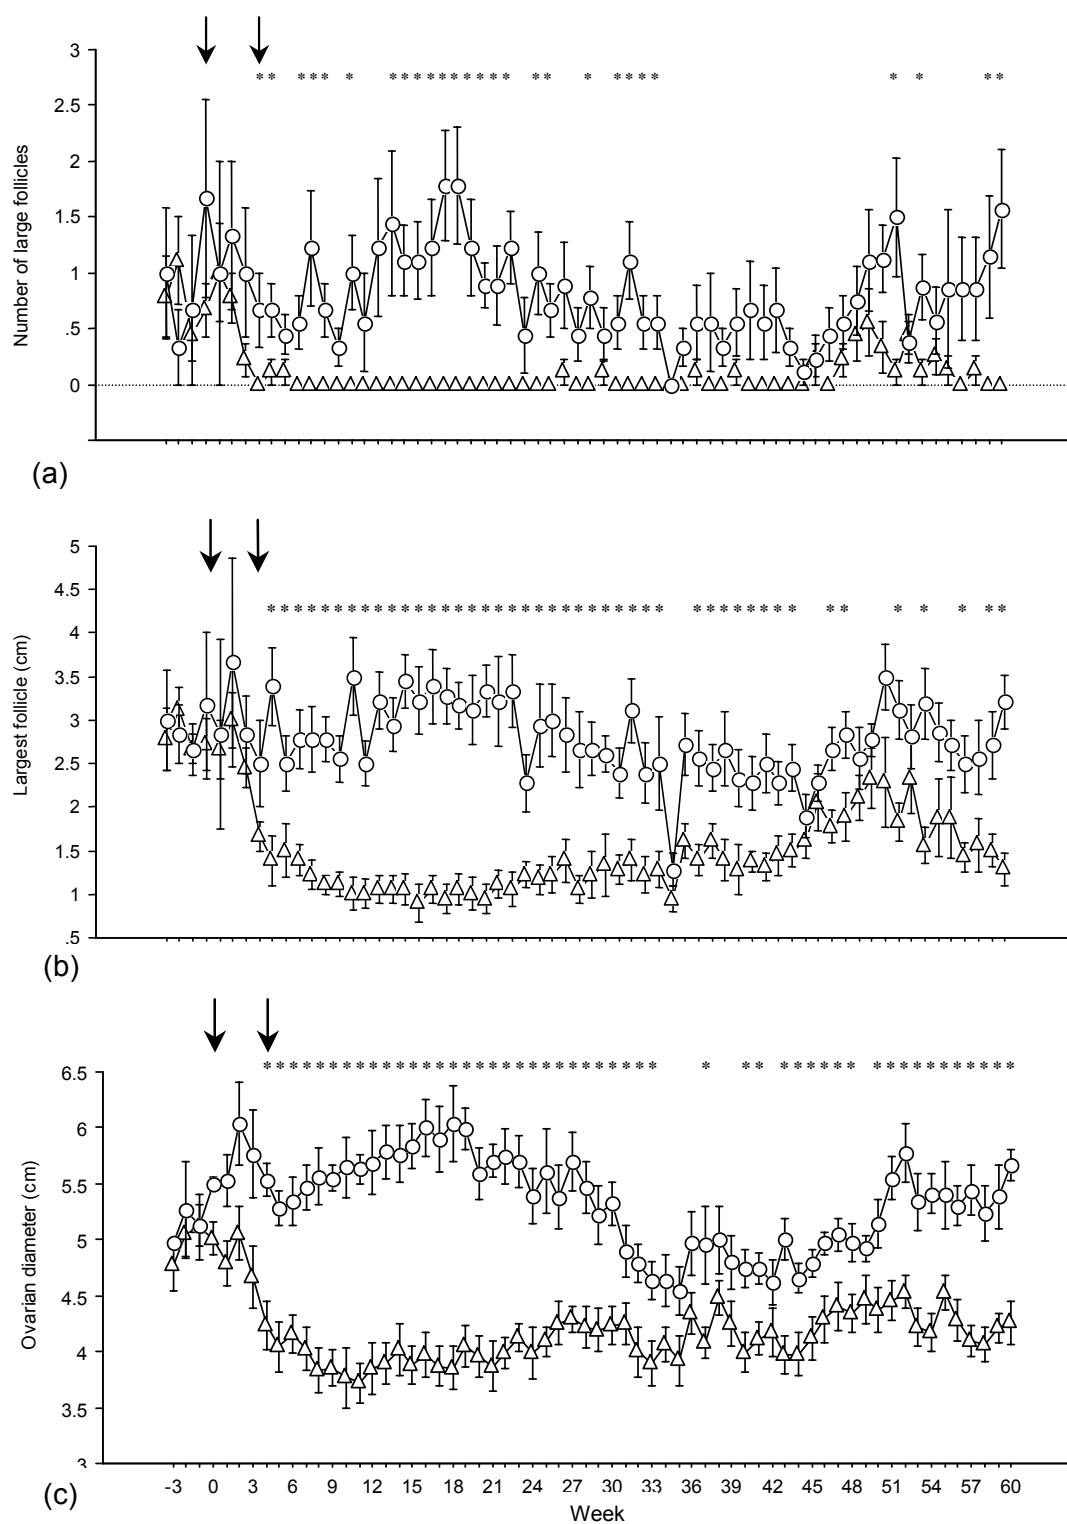 3
2.5
2
1.5
1
.5
0
Number of large follicles
* * * * * * * * * * * * * * * * * * * * * * * * * * * *
(a)
5
4.5
4
3.5
3
2.5
2
1.5
1
.5
Largest follicle (cm)
(b)
6.5
6
5.5
5
4.5
4
3.5
3
Ovarian diameter (cm)
-3 0 3 6 9 12 15 18 21 24 27 30 33 36 39 42 45 48 51 54 57 60
(c)
Week